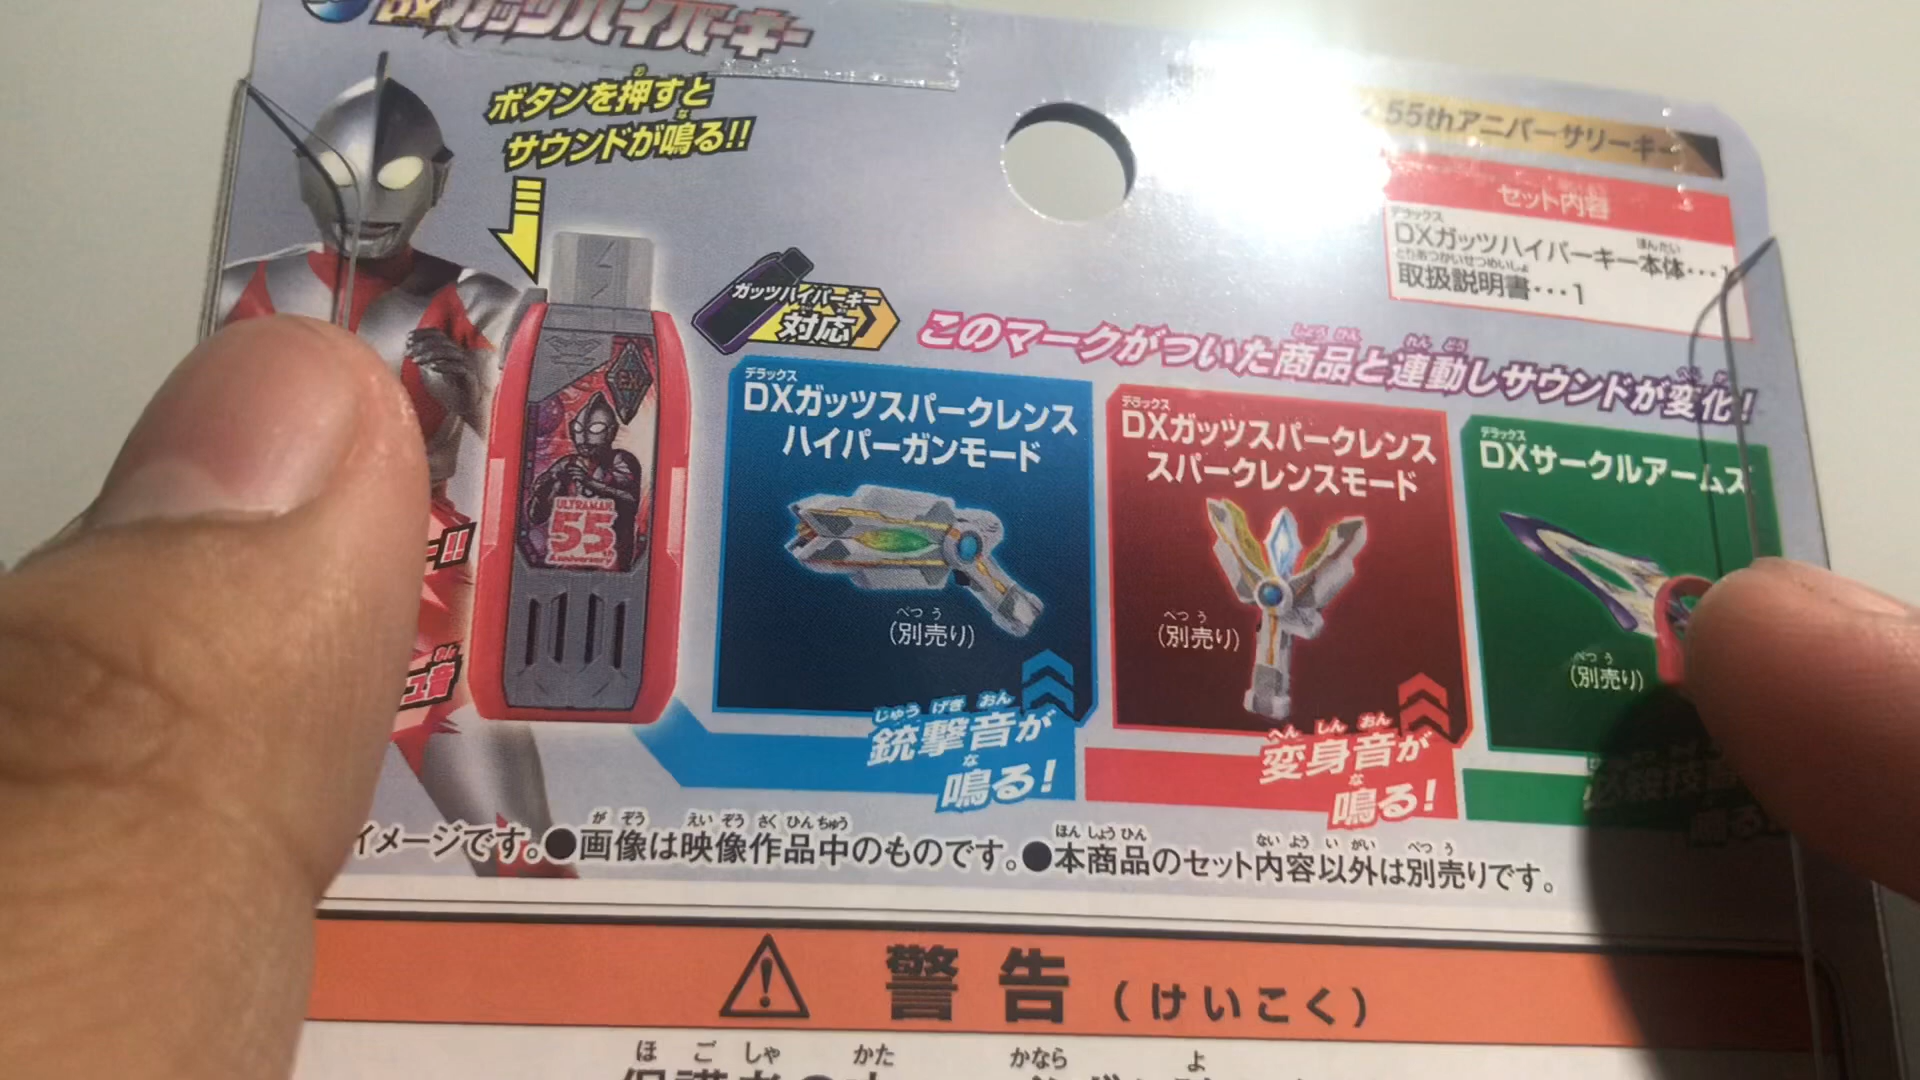 DXガッツハイパーキー
ボタンを押すと
サウンドが鳴る!!
55thアニバーサリーキー
セット内容
DXガッツハイパーキー本体･･･1
取扱説明書･･･1
ガッツハイパーキー
対応
このマークがついた商品と連動しサウンドが変化!
DXガッツスパークレンス
ハイパーガンモード
(別売り)
銃撃音が
鳴る!
DXガッツスパークレンス
スパークレンスモード
(別売り)
変身音が
鳴る!
DXサークルアームズ
(別売り)
EX
ULTRAMAN
55th
Anniversary
イメージです。●画像は映像作品中のものです。●本商品のセット内容以外は別売りです。
警告(けいこく)